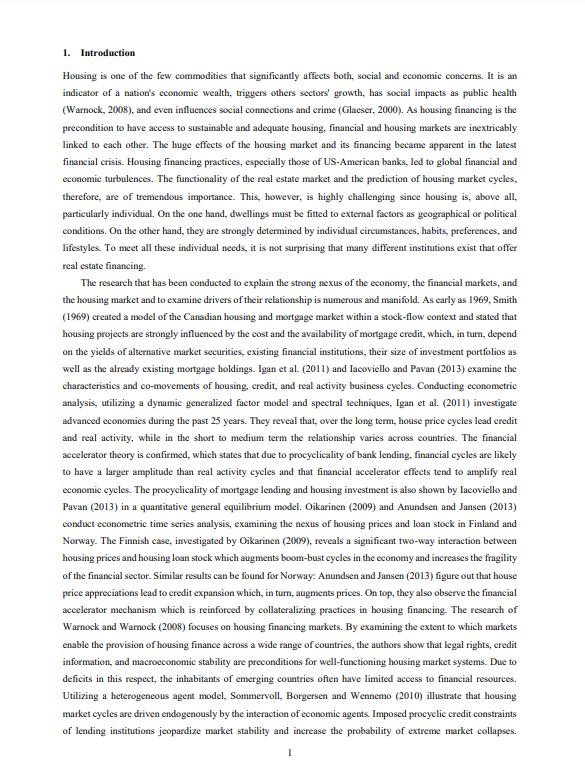 1. Introduction
Housing is one of the few commodities that significantly affects both, social and economic concerns. It is an
indicator of a nation's economic wealth, triggers others sectors' growth, has social impacts as public health
(Warnock, 2008), and even influences social connections and crime (Glaeser, 2000). As housing financing is the
precondition to have access to sustainable and adequate housing, financial and housing markets are inextricably
linked to each other. The huge effects of the housing market and its financing became apparent in the latest
financial crisis. Housing financing practices, especially those of US-American banks, led to global financial and
economic turbulences. The functionality of the real estate market and the prediction of housing market cycles,
therefore, are of tremendous importance. This, however, is highly challenging since housing is, above all,
particularly individual. On the one hand, dwellings must be fitted to external factors as geographical or political
conditions. On the other hand, they are strongly determined by individual circumstances, habits, preferences, and
lifestyles. To meet all these individual needs, it is not surprising that many different institutions exist that offer
real estate financing.
The research that has been conducted to explain the strong nexus of the economy, the financial markets, and
the housing market and to examine drivers of their relationship is numerous and manifold. As early as 1969, Smith
(1969) created a model of the Canadian housing and mortgage market within a stock-flow context and stated that
housing projects are strongly influenced by the cost and the availability of mortgage credit, which, in turn, depend
on the yields of alternative market securities, existing financial institutions, their size of investment portfolios as
well as the already existing mortgage holdings. Igan et al. (2011) and Iacoviello and Pavan (2013) examine the
characteristics and co-movements of housing, credit, and real activity business cycles. Conducting econometric
analysis, utilizing a dynamic generalized factor model and spectral techniques, Igan et al. (2011) investigate
advanced economies during the past 25 years. They reveal that, over the long term, house price cycles lead credit
and real activity, while in the short to medium term the relationship varies across countries. The financial
accelerator theory is confirmed, which states that due to procyclicality of bank lending, financial cycles are likely
to have a larger amplitude than real activity cycles and that financial accelerator effects tend to amplify real
economic cycles. The procyclicality of mortgage lending and housing investment is also shown by Iacoviello and
Pavan (2013) in a quantitative general equilibrium model. Oikarinen (2009) and Anundsen and Jansen (2013)
conduct econometric time series analysis, examining the nexus of housing prices and loan stock in Finland and
Norway. The Finnish case, investigated by Oikarinen (2009), reveals a significant two-way interaction between
housing prices and housing loan stock which augments boom-bust cycles in the economy and increases the fragility
of the financial sector. Similar results can be found for Norway: Anundsen and Jansen (2013) figure out that house
price appreciations lead to credit expansion which, in turn, augments prices. On top, they also observe the financial
accelerator mechanism which is reinforced by collateralizing practices in housing financing. The research of
Warnock and Warnock (2008) focuses on housing financing markets. By examining the extent to which markets
enable the provision of housing finance across a wide range of countries, the authors show that legal rights, credit
information, and macroeconomic stability are preconditions for well-functioning housing market systems. Due to
deficits in this respect, the inhabitants of emerging countries often have limited access to financial resources.
Utilizing a heterogeneous agent model, Sommervoll, Borgersen and Wennemo (2010) illustrate that housing
market cycles are driven endogenously by the interaction of economic agents. Imposed procyclic credit constraints
of lending institutions jeopardize market stability and increase the probability of extreme market collapses.
1